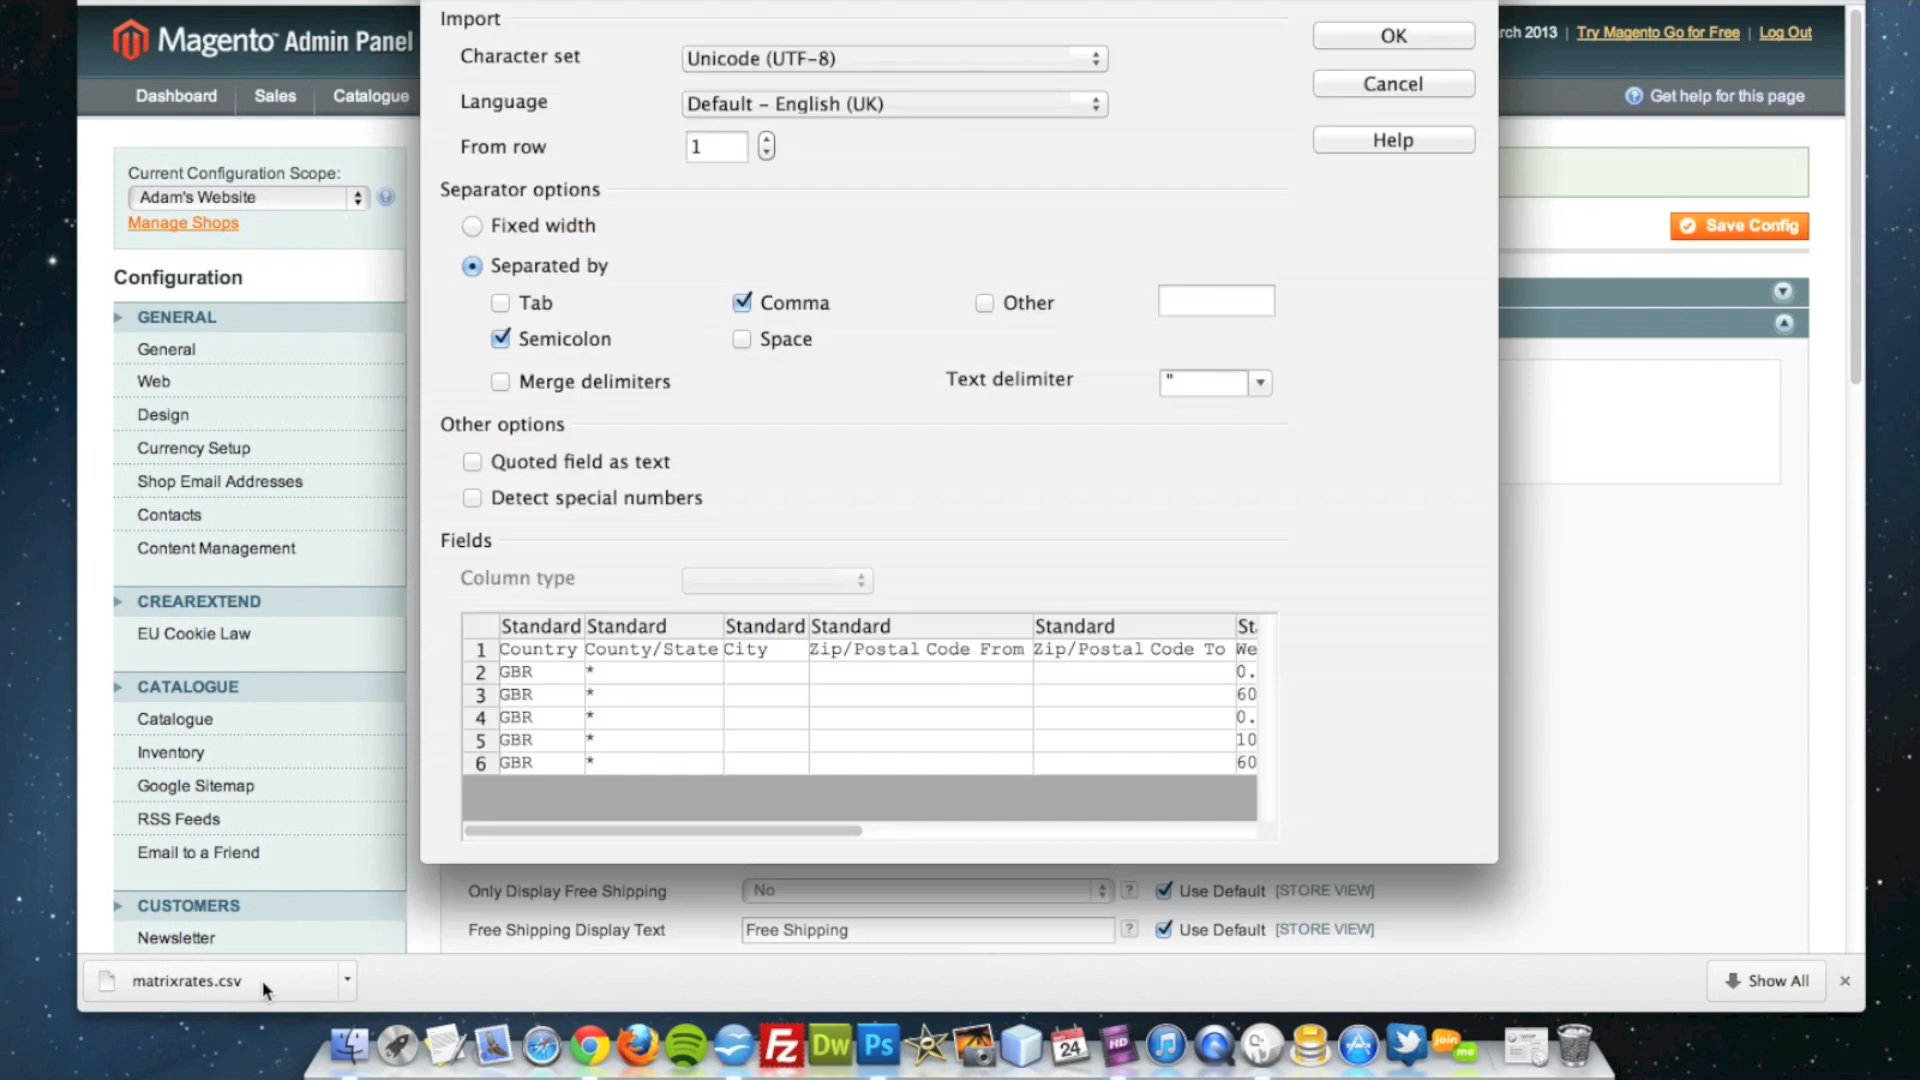 Magento Admin Panel
rch 2013 | Try Magento Go for Free | Log Out
Dashboard
Sales
Catalogue
Get help for this page
Current Configuration Scope:
Adam's Website
Manage Shops
Save Config
Configuration
GENERAL
General
Web
Design
Currency Setup
Shop Email Addresses
Contacts
Content Management
CREAREXTEND
EU Cookie Law
CATALOGUE
Catalogue
Inventory
Google Sitemap
RSS Feeds
Email to a Friend
CUSTOMERS
Newsletter
Import
Character set
Unicode (UTF-8)
Language
Default - English (UK)
From row
1
OK
Cancel
Help
Separator options
Fixed width
Separated by
Tab
Comma
Other
Semicolon
Space
Merge delimiters
Text delimiter
"
Other options
Quoted field as text
Detect special numbers
Fields
Column type
Standard Standard Standard Standard Standard St
1 Country County/State City Zip/Postal Code From Zip/Postal Code To We
2 GBR * 0.
3 GBR * 60
4 GBR * 0.
5 GBR * 10
6 GBR * 60
Only Display Free Shipping
No
?
Use Default [STORE VIEW]
Free Shipping Display Text
Free Shipping
?
Use Default [STORE VIEW]
matrixrates.csv
Show All
Fz
Dw
Ps
24
HD
join
me